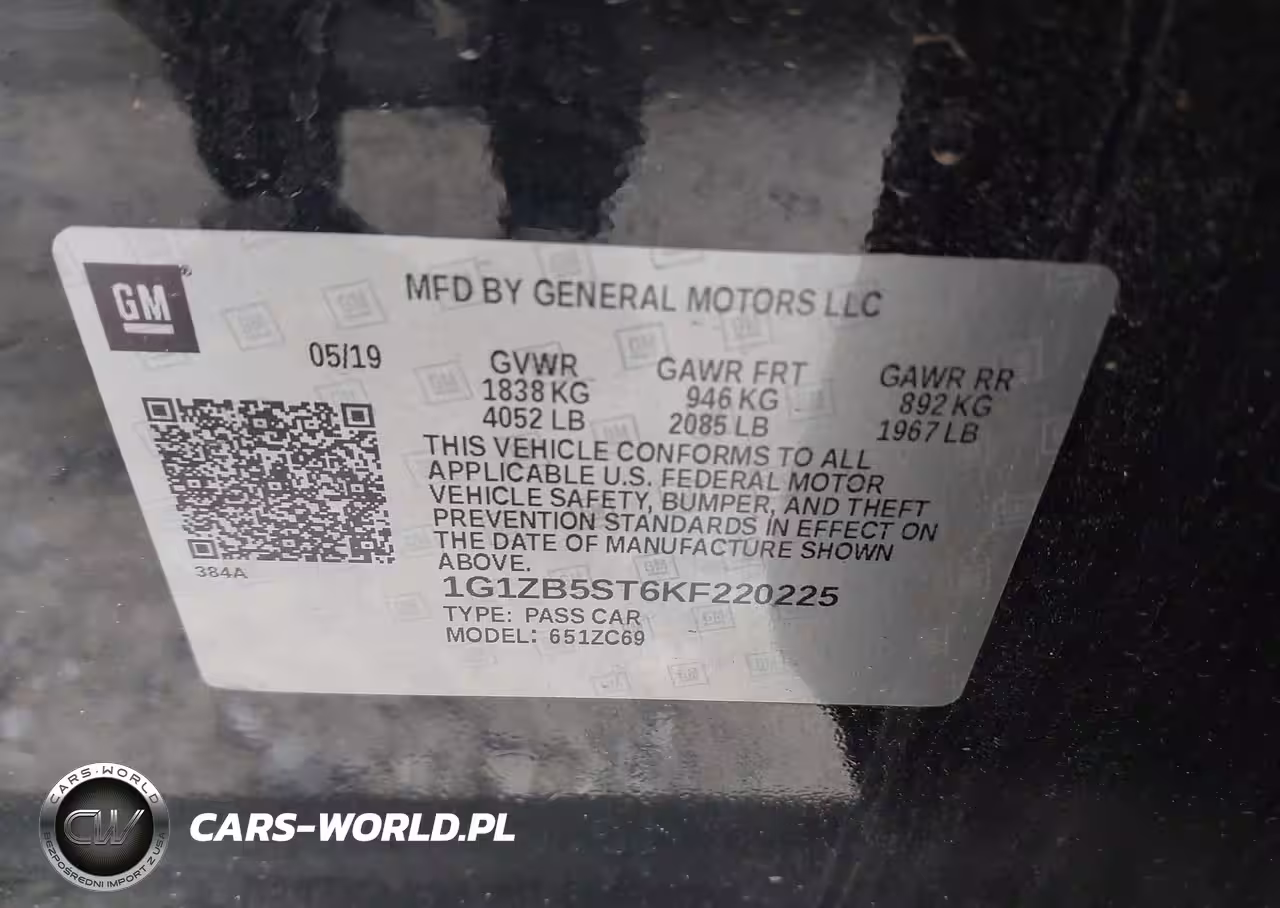 GM
MFD BY GENERAL MOTORS LLC
05/19
GVWR
1838 KG
4052 LB
GAWR FRT
946 KG
2085 LB
GAWR RR
892 KG
1967 LB
THIS VEHICLE CONFORMS TO ALL
APPLICABLE U.S. FEDERAL MOTOR
VEHICLE SAFETY, BUMPER, AND THEFT
PREVENTION STANDARDS IN EFFECT ON
THE DATE OF MANUFACTURE SHOWN
ABOVE.
384A
1G1ZB5ST6KF220225
TYPE: PASS CAR
MODEL: 651ZC69
CARS-WORLD
CW
BEZPOŚREDNI IMPORT Z USA
CARS-WORLD.PL